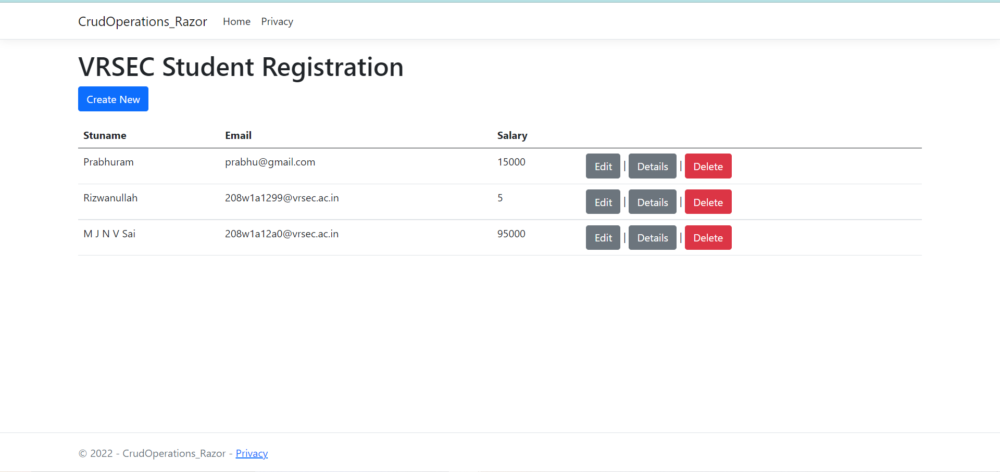 CrudOperations_Razor Home Privacy
VRSEC Student Registration
Create New
Stuname Email Salary
Prabhuram prabhu@gmail.com 15000 Edit | Details | Delete
Rizwanullah 208w1a1299@vrsec.ac.in 5 Edit | Details | Delete
M J N V Sai 208w1a12a0@vrsec.ac.in 95000 Edit | Details | Delete
© 2022 - CrudOperations_Razor - Privacy